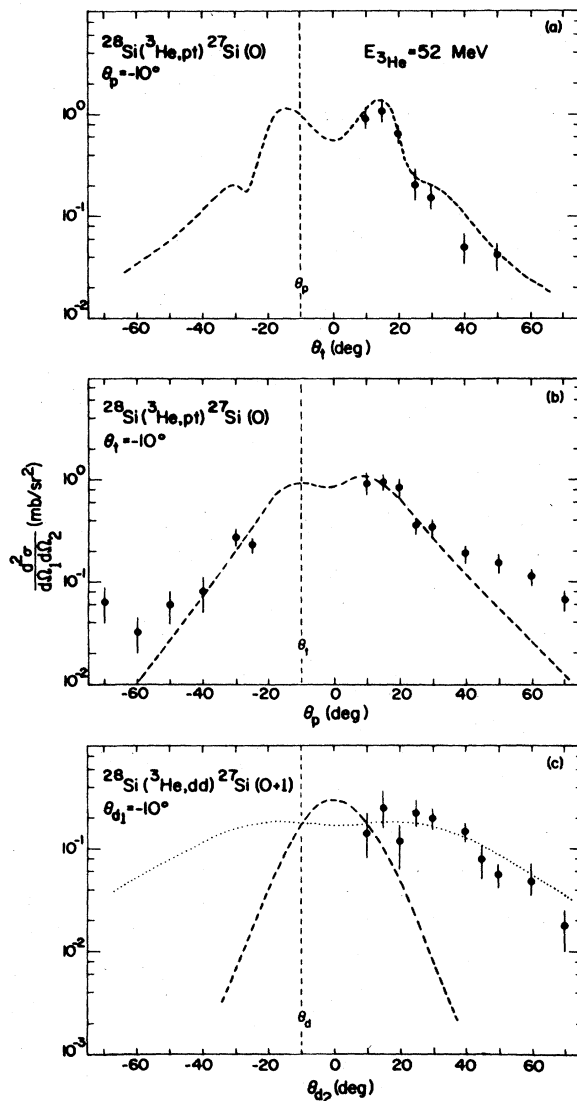 (a)
²⁸Si(³He,pt)²⁷Si(0)
θp=-10°
E³He=52 MeV
10⁰
10⁻¹
10⁻²
θp
-60 -40 -20 0 20 40 60
θt (deg)
(b)
²⁸Si(³He,pt)²⁷Si(0)
θt=-10°
10⁰
10⁻¹
10⁻²
θt
-60 -40 -20 0 20 40 60
θp (deg)
d²σ/dΩ₁dΩ₂ (mb/sr²)
(c)
²⁸Si(³He,dd)²⁷Si(0+1)
θd₁=-10°
10⁻¹
10⁻²
10⁻³
θd
-60 -40 -20 0 20 40 60
θd₂ (deg)